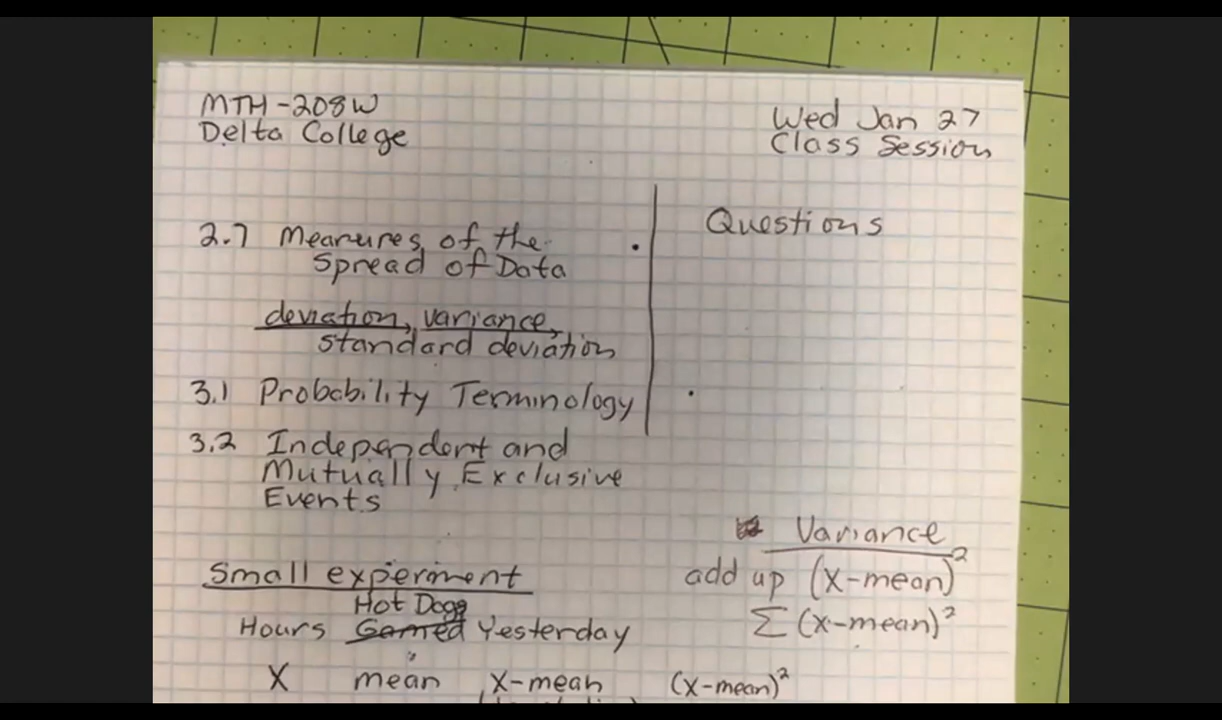 MTH-208W
Delta College
Wed Jan 27
Class Session
2.7 Measures of the
Spread of Data
deviation, variance,
standard deviation
3.1 Probability Terminology
3.2 Independent and
Mutually Exclusive
Events
Questions
Variance
add up (x-mean)²
Σ(x-mean)²
Small experiment
Hot Dogs
Hours Gamed Yesterday
X mean x-mean (x-mean)²